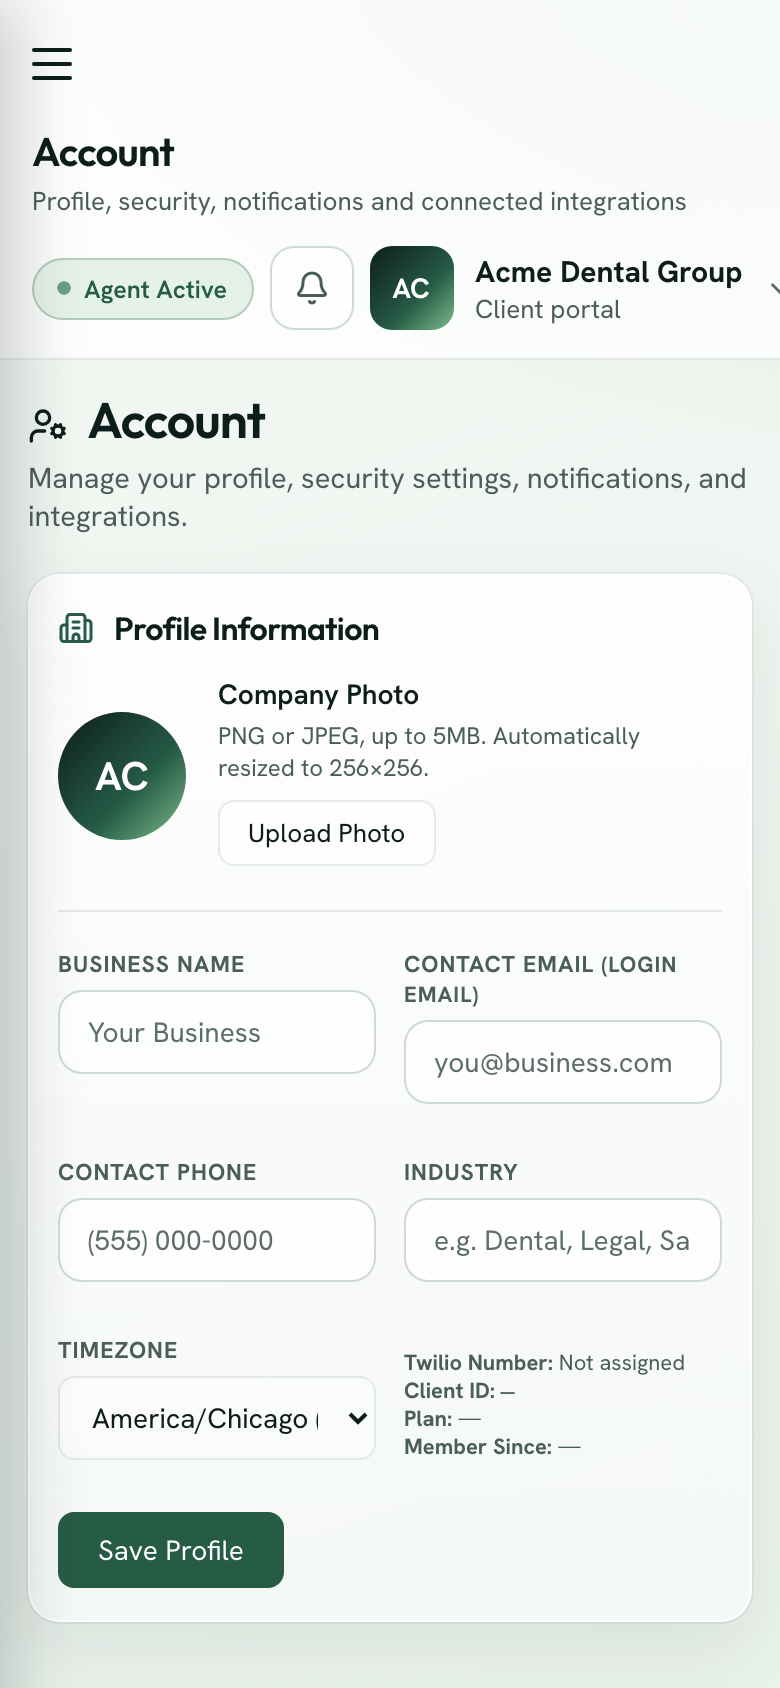 Account
Profile, security, notifications and connected integrations
Agent Active
AC
Acme Dental Group
Client portal
Account
Manage your profile, security settings, notifications, and
integrations.
Profile Information
AC
Company Photo
PNG or JPEG, up to 5MB. Automatically
resized to 256×256.
Upload Photo
BUSINESS NAME
Your Business
CONTACT EMAIL (LOGIN
EMAIL)
you@business.com
CONTACT PHONE
(555) 000-0000
INDUSTRY
e.g. Dental, Legal, Sa
TIMEZONE
America/Chicago (
Twilio Number: Not assigned
Client ID: —
Plan: —
Member Since: —
Save Profile